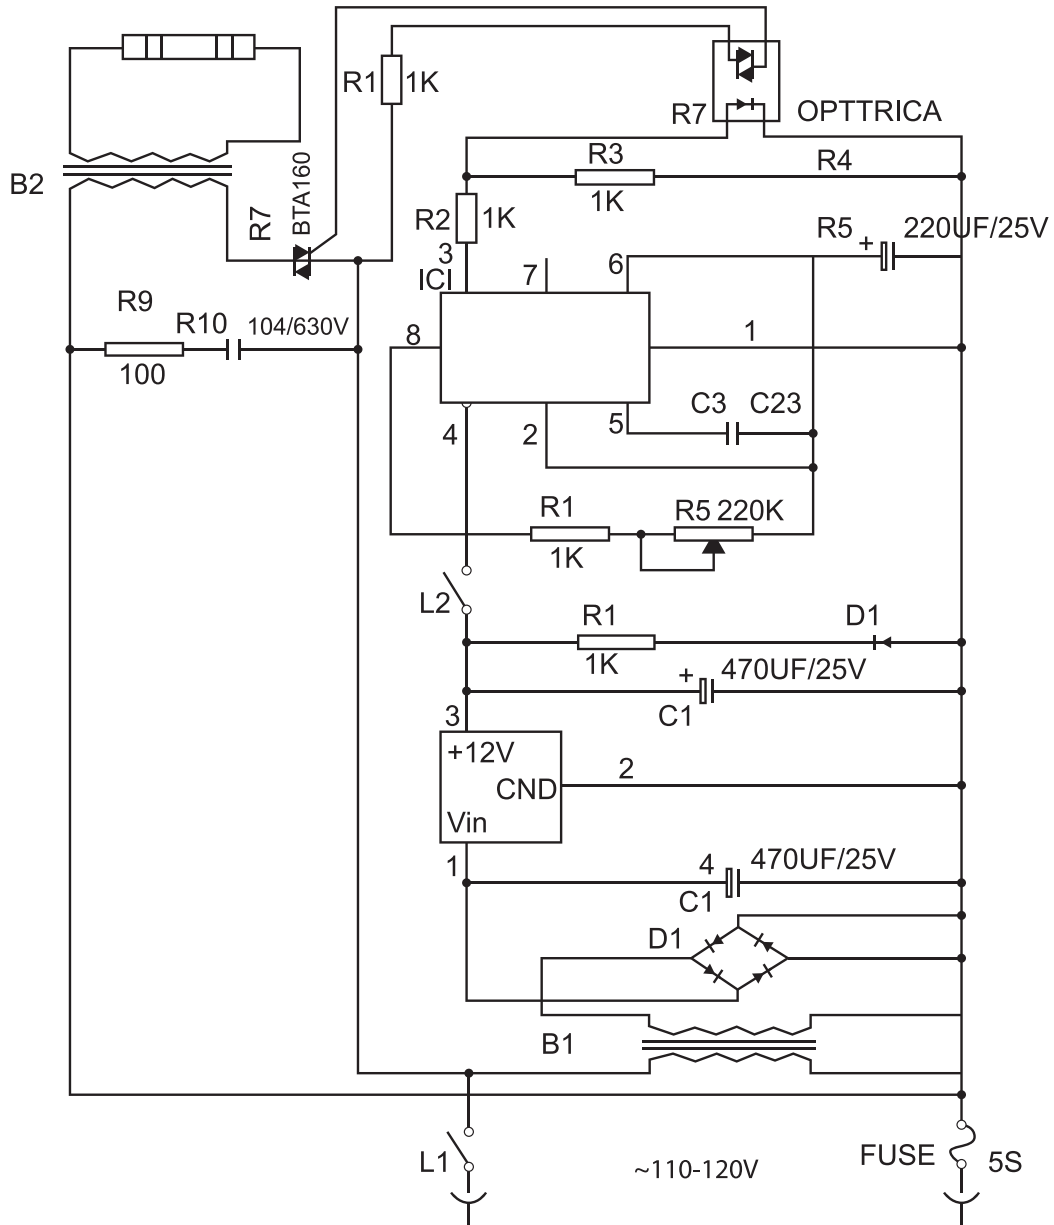 R1 1K
R7
OPTTRICA
B2
R7
BTA160
R3
1K
R4
R2 1K
3
ICI
7
6
R5
+
220UF/25V
R9
R10
104/630V
100
8
1
4
2
5
C3
C23
R1
1K
R5 220K
L2
R1
1K
D1
+
470UF/25V
C1
3
+12V
CND
2
Vin
1
4
470UF/25V
C1
D1
B1
L1
~110-120V
FUSE
5S